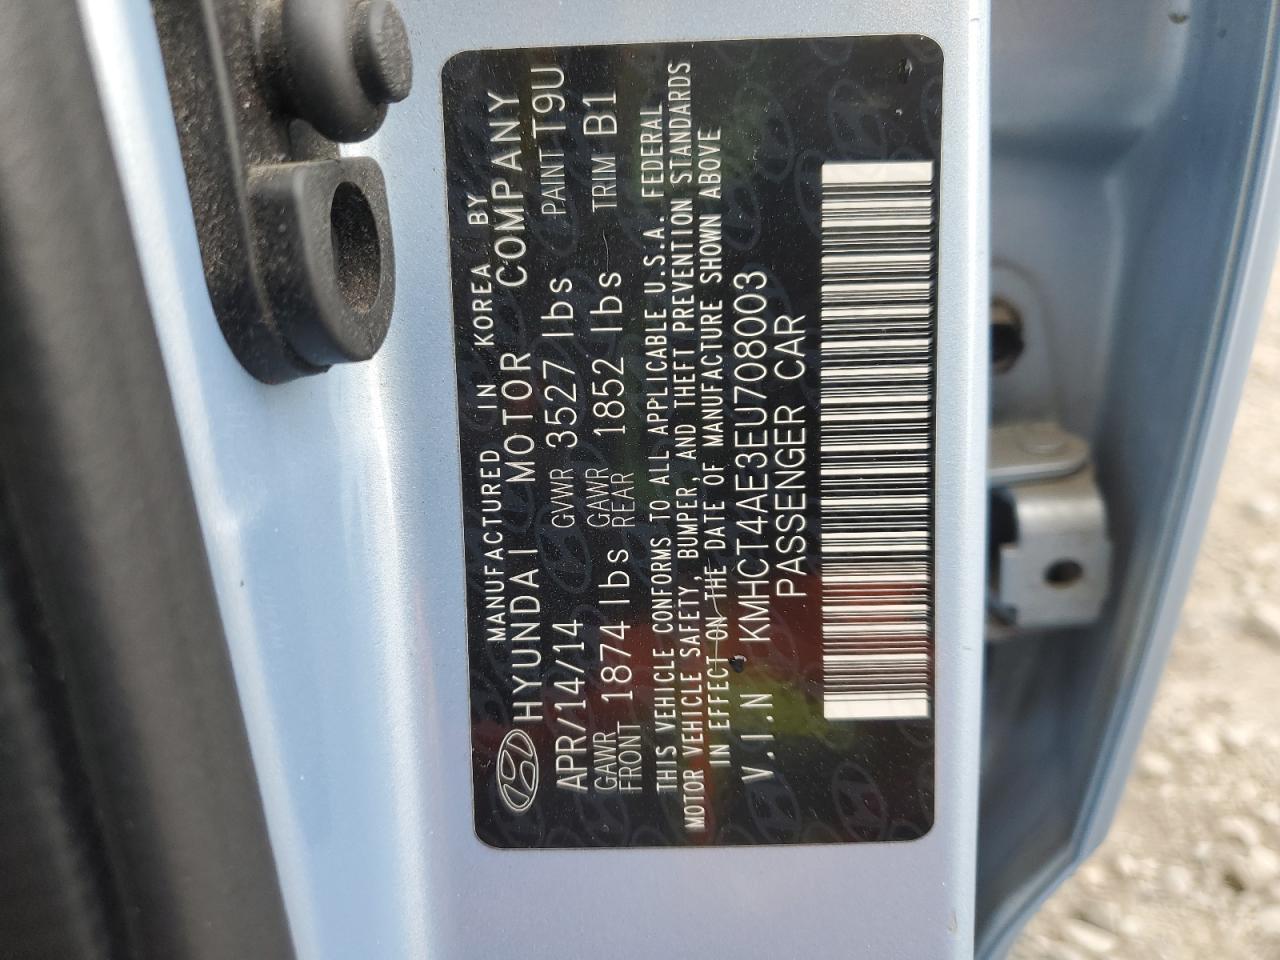 MANUFACTURED IN KOREA BY
HYUNDAI MOTOR COMPANY
APR/14/14 GVWR 3527 lbs PAINT T9U
GAWR FRONT 1874 lbs GAWR REAR 1852 lbs TRIM B1
THIS VEHICLE CONFORMS TO ALL APPLICABLE U.S.A. FEDERAL
MOTOR VEHICLE SAFETY, BUMPER, AND THEFT PREVENTION STANDARDS
IN EFFECT ON THE DATE OF MANUFACTURE SHOWN ABOVE
V.I.N KMHCT4AE3EU708003
PASSENGER CAR